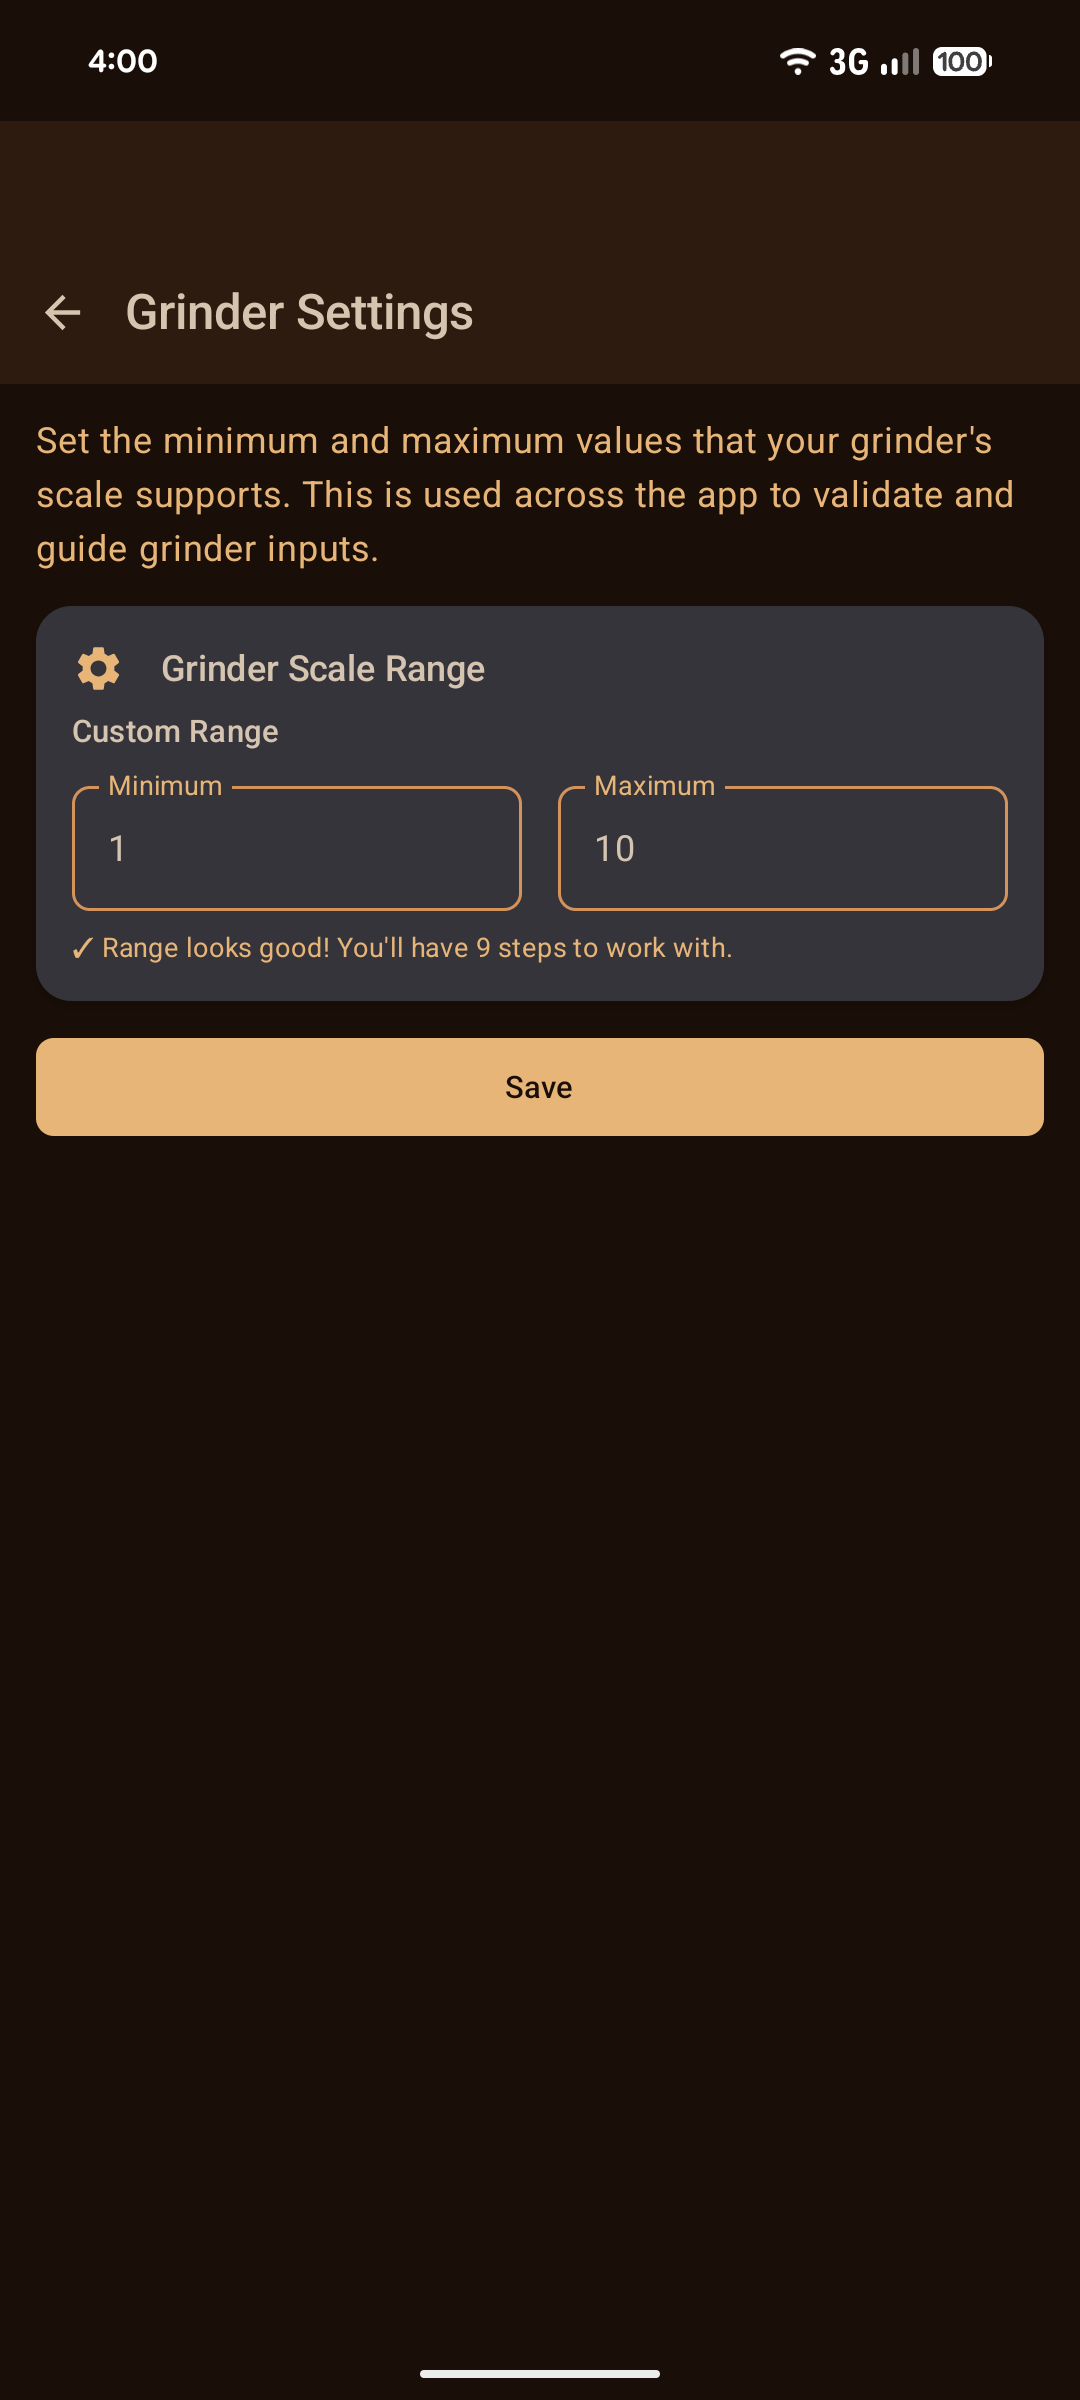 4:00
3G 100
Grinder Settings
Set the minimum and maximum values that your grinder's
scale supports. This is used across the app to validate and
guide grinder inputs.
Grinder Scale Range
Custom Range
Minimum Maximum
1 10
✓ Range looks good! You'll have 9 steps to work with.
Save